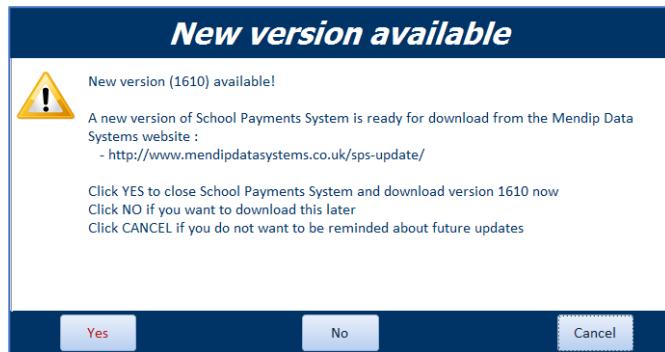 New version available
New version (1610) available!
A new version of School Payments System is ready for download from the Mendip Data
Systems website :
- http://www.mendipdatasystems.co.uk/sps-update/
Click YES to close School Payments System and download version 1610 now
Click NO if you want to download this later
Click CANCEL if you do not want to be reminded about future updates
Yes
No
Cancel